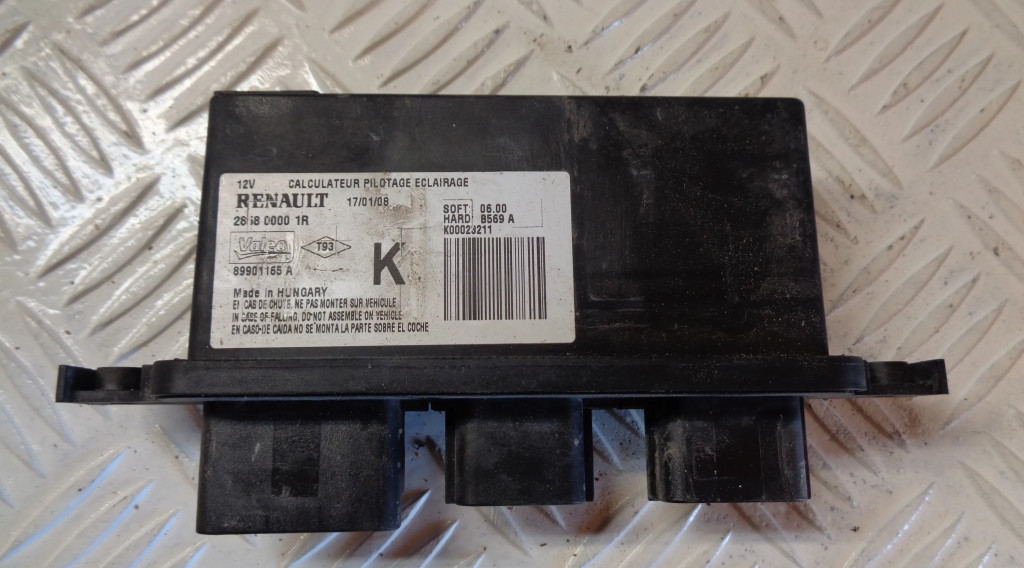 12V CALCULATEUR PILOTAGE ECLAIRAGE
RENAULT 17/01/08
0000 1R
Valeo T93
89901165 A
K
SOFT: 06.00
HARD: B569 A
K00023211
Made in HUNGARY
EN CAS DE CHUTE, NE PAS MONTER SUR VEHICULE
IN CASE OF FALLING, DO NOT ASSEMBLE ON VEHICLE
EN CASO DE CAIDA NO SE MONTA LA PARTE SOBRE EL COCHE